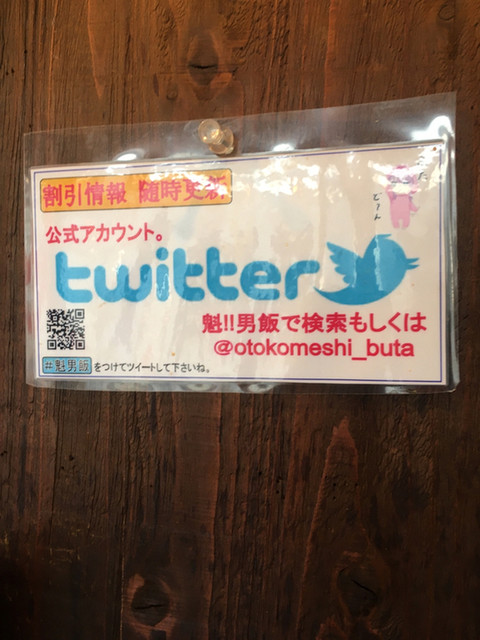 割引情報 随時更新
公式アカウント。
twitter
魁!!男飯で検索もしくは
@otokomeshi_buta
#魁男飯をつけてツイートして下さいね。